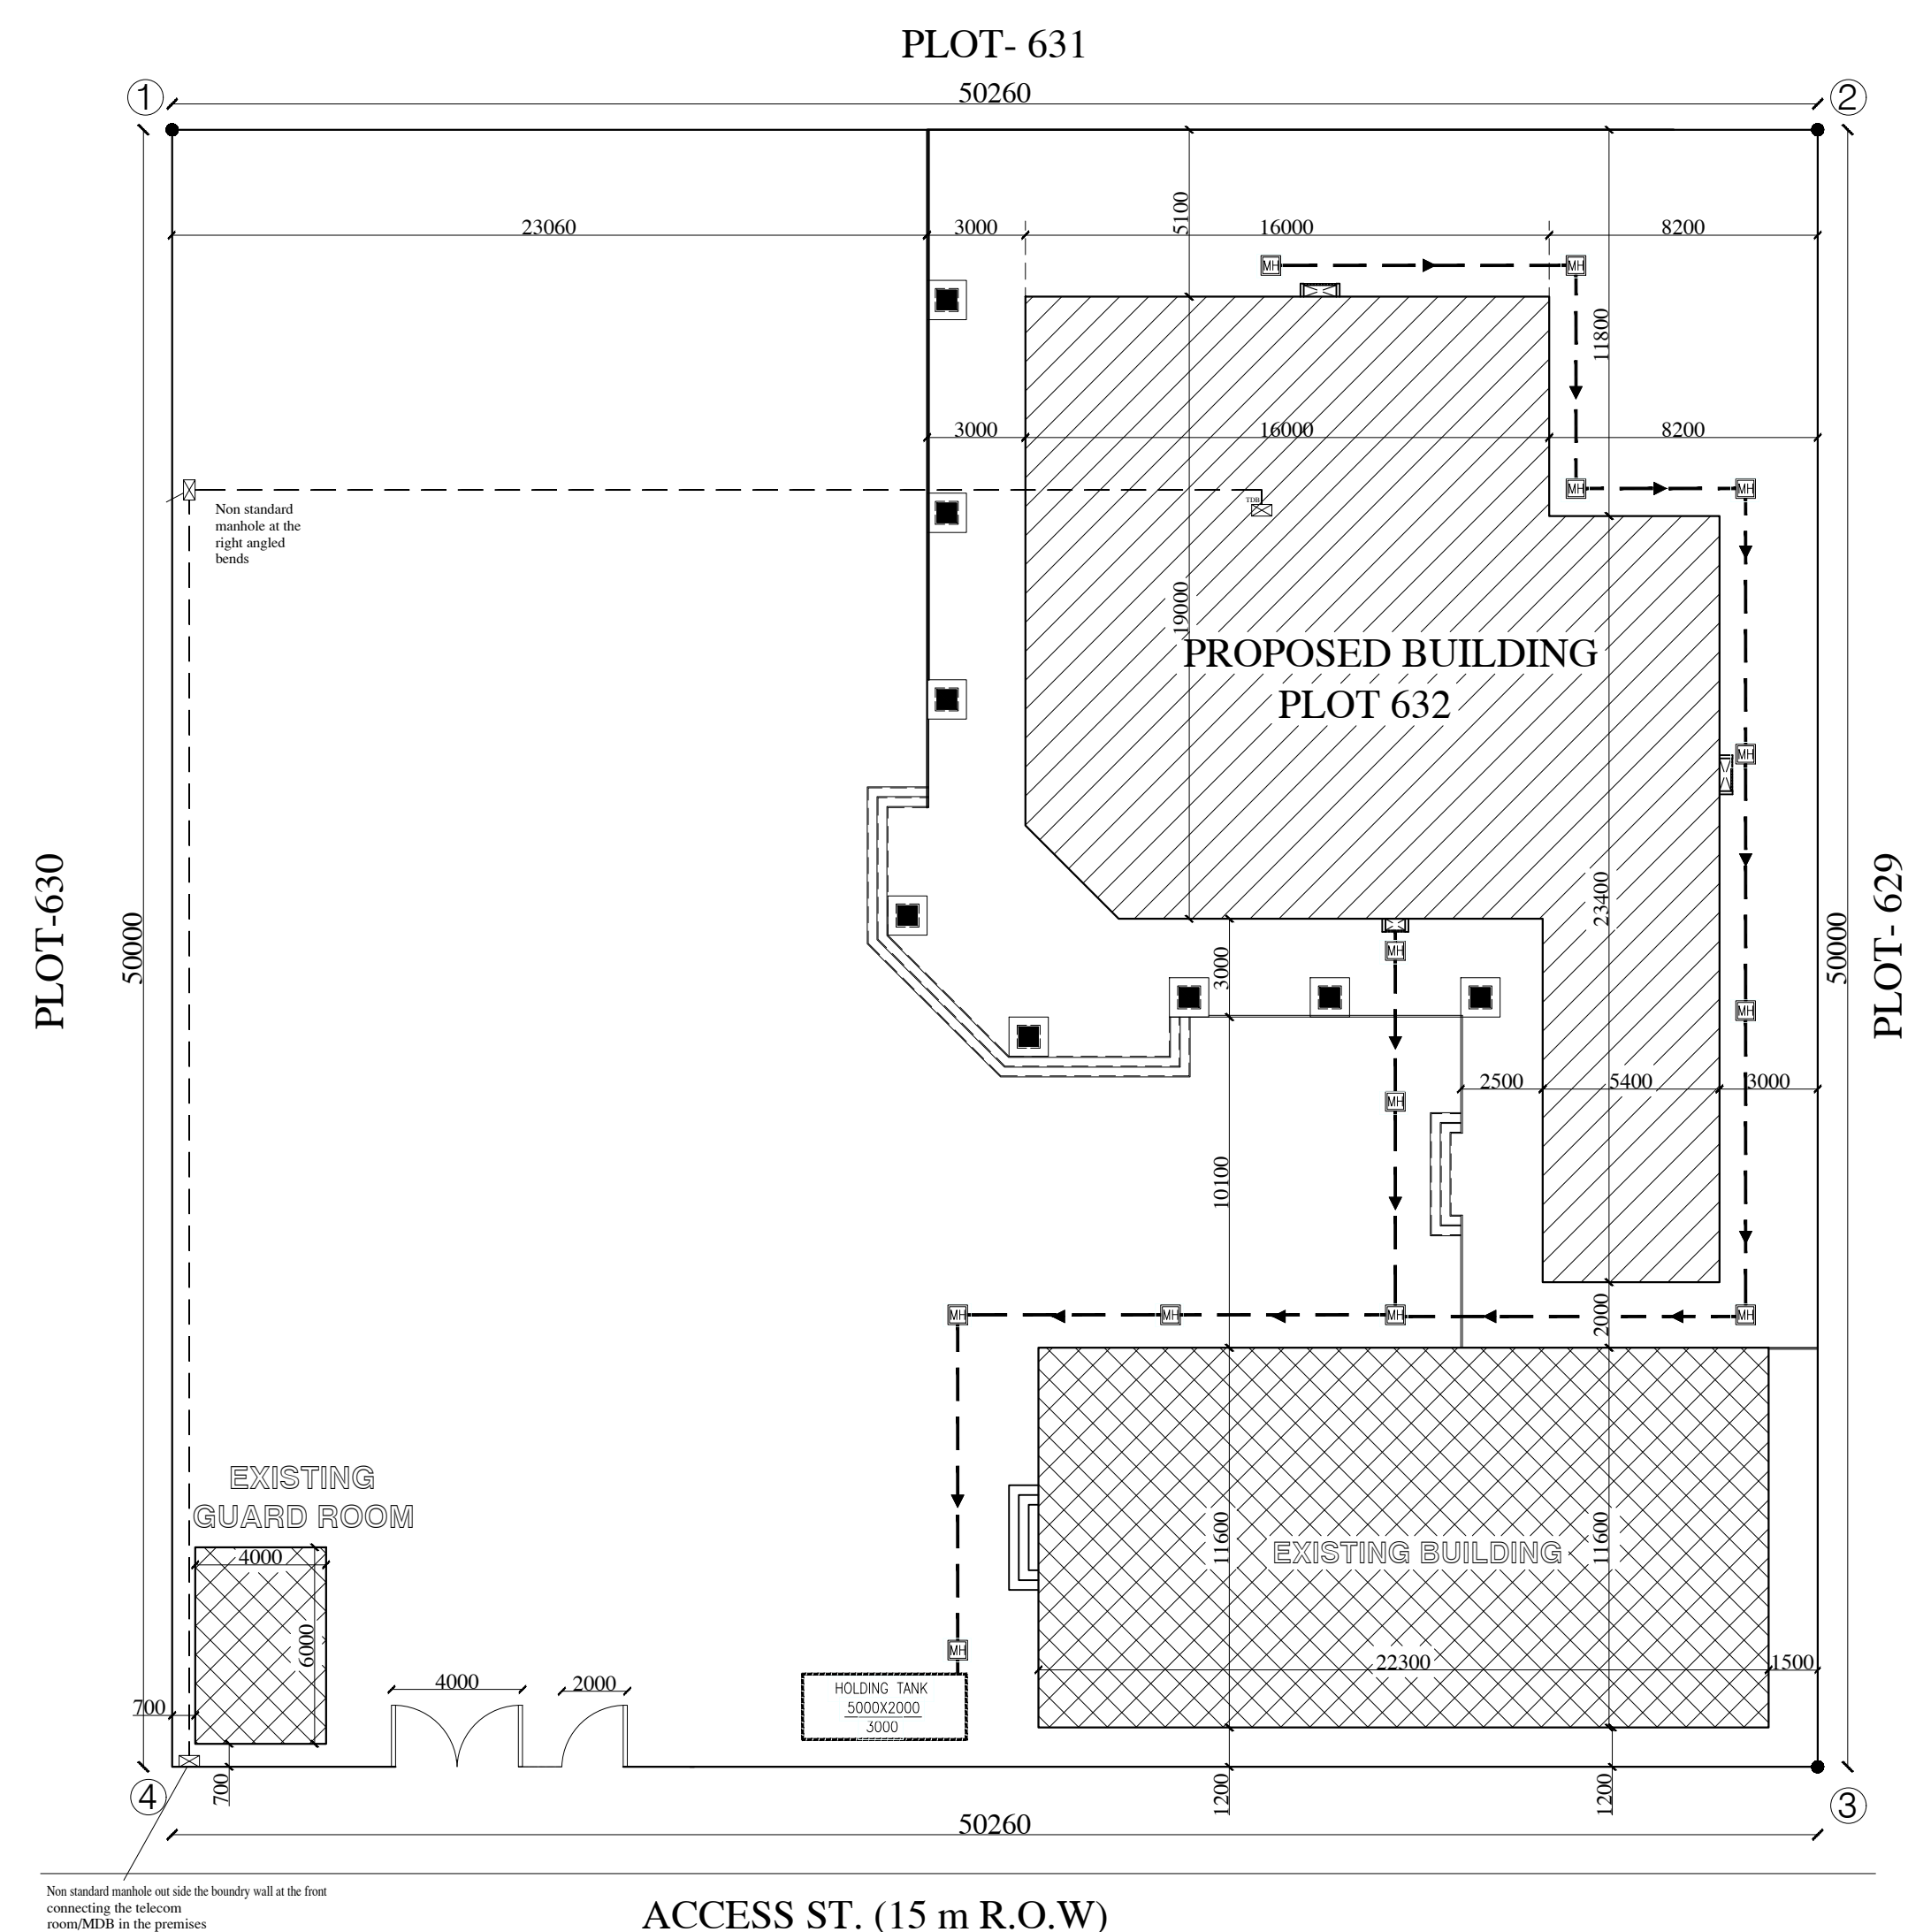 PLOT- 631
1
50260
2
23060
3000
5100
16000
8200
MH
MH
11800
3000
16000
8200
MH
MH
TDB
Non standard
manhole at the
right angled
bends
19000
PROPOSED BUILDING
PLOT 632
MH
PLOT-630
50000
23400
50000
PLOT- 629
3000
MH
MH
2500
5400
3000
MH
10100
2000
MH
MH
MH
MH
EXISTING
GUARD ROOM
4000
6000
11600
EXISTING BUILDING
11600
MH
22300
1500
4000
2000
HOLDING TANK
5000X2000
3000
700
700
1200
1200
4
3
50260
Non standard manhole out side the boundry wall at the front
connecting the telecom
room/MDB in the premises
ACCESS ST. (15 m R.O.W)